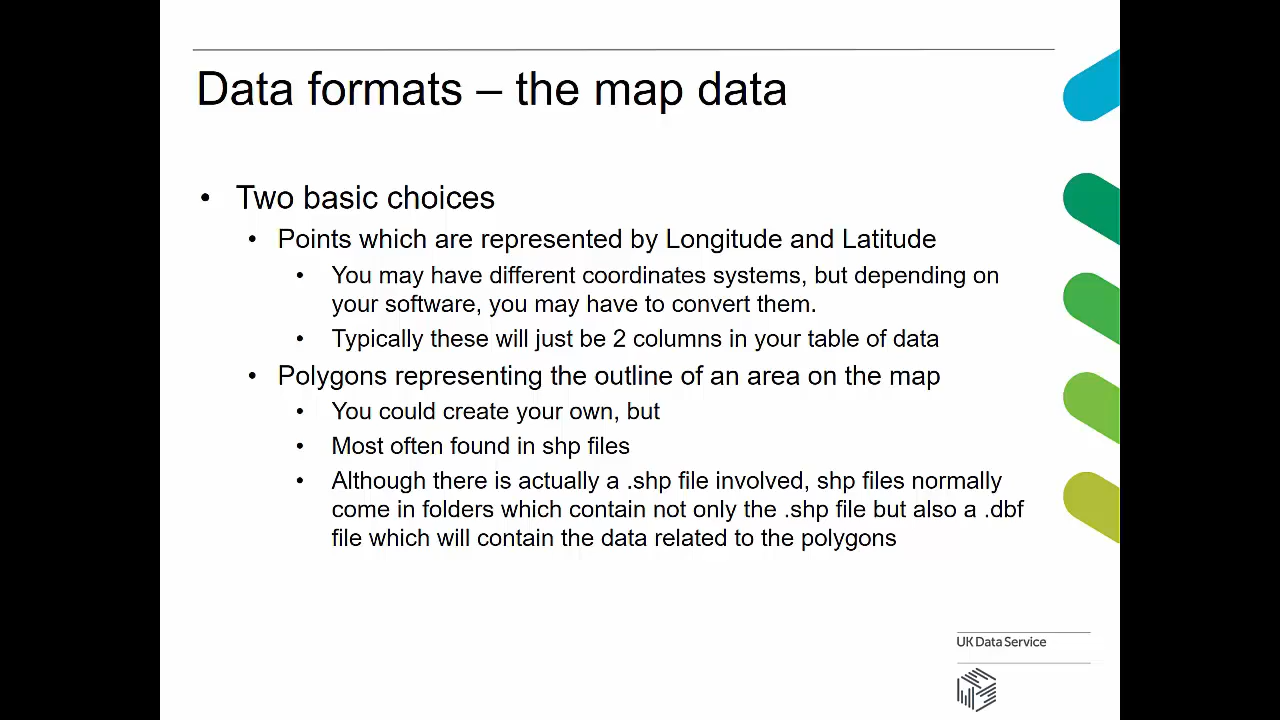 Data formats – the map data
• Two basic choices
• Points which are represented by Longitude and Latitude
• You may have different coordinates systems, but depending on
your software, you may have to convert them.
• Typically these will just be 2 columns in your table of data
• Polygons representing the outline of an area on the map
• You could create your own, but
• Most often found in shp files
• Although there is actually a .shp file involved, shp files normally
come in folders which contain not only the .shp file but also a .dbf
file which will contain the data related to the polygons
UK Data Service